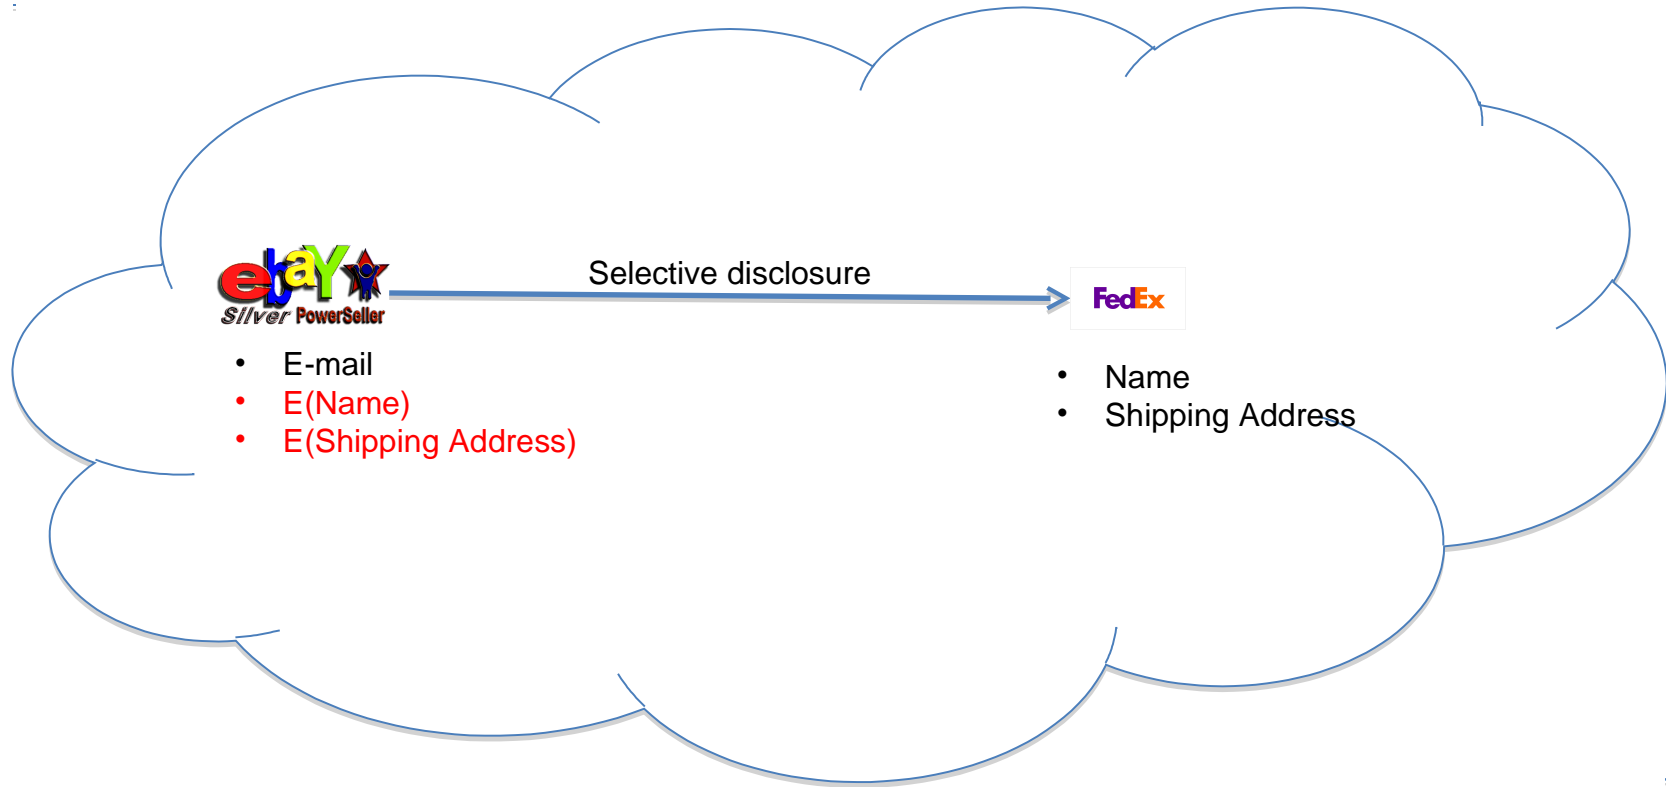 Selective disclosure
ebaY
Silver PowerSeller
FedEx
• E-mail
• E(Name)
• E(Shipping Address)
• Name
• Shipping Address